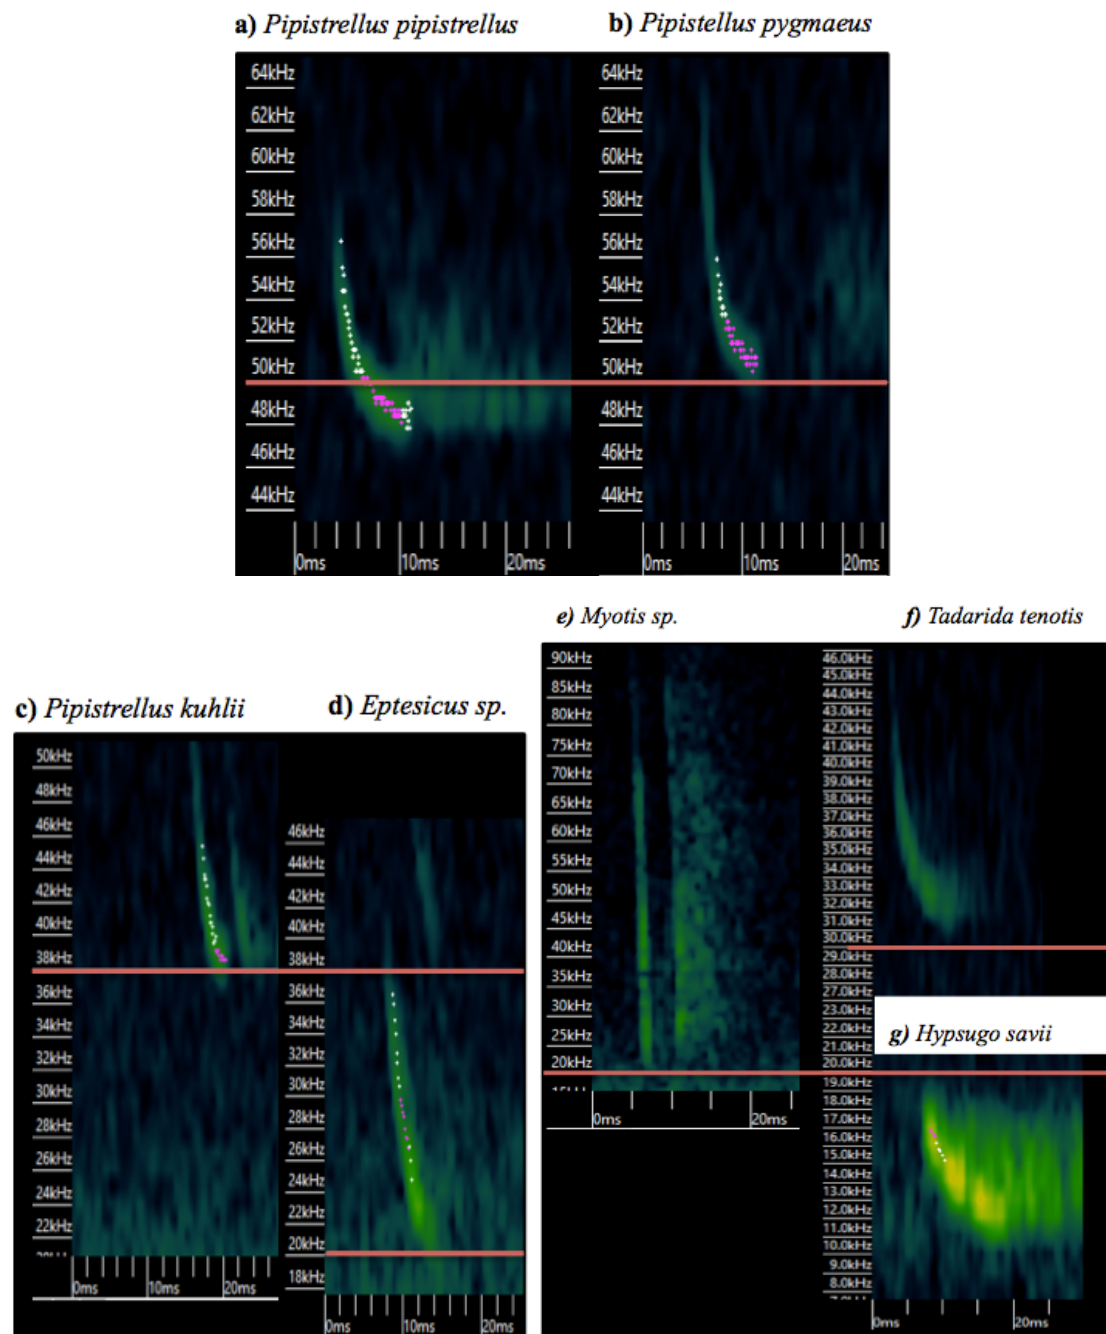 a) Pipistrellus pipistrellus
b) Pipistellus pygmaeus
64kHz
62kHz
60kHz
58kHz
56kHz
54kHz
52kHz
50kHz
48kHz
46kHz
44kHz
0ms 10ms 20ms
64kHz
62kHz
60kHz
58kHz
56kHz
54kHz
52kHz
50kHz
48kHz
46kHz
44kHz
0ms 10ms 20ms
c) Pipistrellus kuhlii
50kHz
48kHz
46kHz
44kHz
42kHz
40kHz
38kHz
36kHz
34kHz
32kHz
30kHz
28kHz
26kHz
24kHz
22kHz
0ms 10ms 20ms
d) Eptesicus sp.
46kHz
44kHz
42kHz
40kHz
38kHz
36kHz
34kHz
32kHz
30kHz
28kHz
26kHz
24kHz
22kHz
20kHz
18kHz
0ms 10ms 20ms
e) Myotis sp.
90kHz
85kHz
80kHz
75kHz
70kHz
65kHz
60kHz
55kHz
50kHz
45kHz
40kHz
35kHz
30kHz
25kHz
20kHz
0ms 20ms
f) Tadarida tenotis
46.0kHz
45.0kHz
44.0kHz
43.0kHz
42.0kHz
41.0kHz
40.0kHz
39.0kHz
38.0kHz
37.0kHz
36.0kHz
35.0kHz
34.0kHz
33.0kHz
32.0kHz
31.0kHz
30.0kHz
29.0kHz
28.0kHz
27.0kHz
23.0kHz
22.0kHz
21.0kHz
20.0kHz
g) Hypsugo savii
19.0kHz
18.0kHz
17.0kHz
16.0kHz
15.0kHz
14.0kHz
13.0kHz
12.0kHz
11.0kHz
10.0kHz
9.0kHz
8.0kHz
0ms 20ms